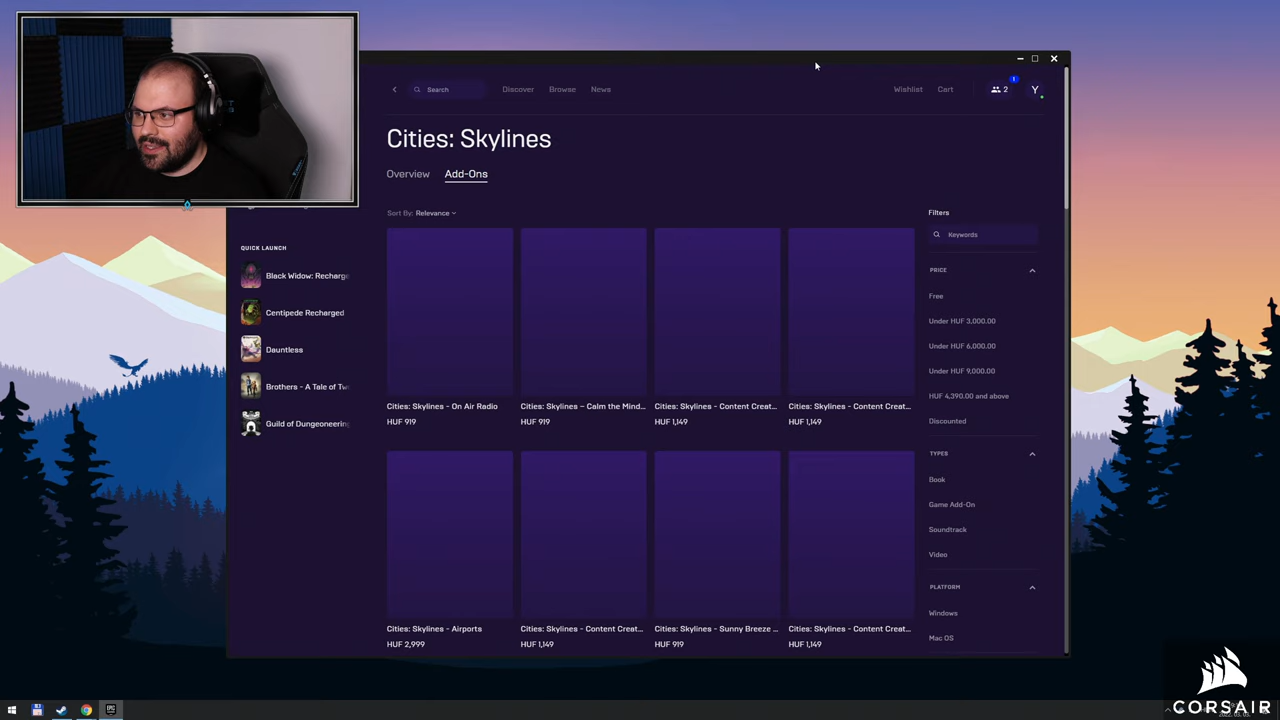 Search
Discover
Browse
News
Wishlist
Cart
1
2
Y
Cities: Skylines
Overview
Add-Ons
Sort By: Relevance
QUICK LAUNCH
Black Widow: Recharge
Centipede Recharged
Dauntless
Brothers - A Tale of Tw
Guild of Dungeoneering
Cities: Skylines - On Air Radio
HUF 919
Cities: Skylines – Calm the Mind...
HUF 919
Cities: Skylines - Content Creat...
HUF 1,149
Cities: Skylines - Content Creat...
HUF 1,149
Cities: Skylines - Airports
HUF 2,999
Cities: Skylines - Content Creat...
HUF 1,149
Cities: Skylines - Sunny Breeze ...
HUF 919
Cities: Skylines - Content Creat...
HUF 1,149
Filters
Keywords
PRICE
Free
Under HUF 3,000.00
Under HUF 6,000.00
Under HUF 9,000.00
HUF 4,390.00 and above
Discounted
TYPES
Book
Game Add-On
Soundtrack
Video
PLATFORM
Windows
Mac OS
EPIC
CORSAIR